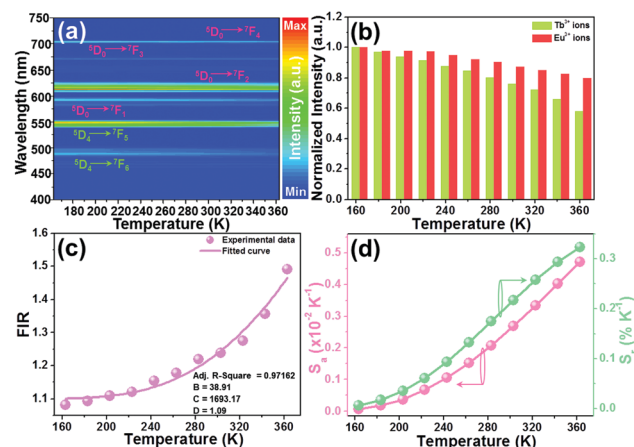 (a)
Wavelength (nm)
750
700
650
600
550
500
450
400
⁵D₀→⁷F₄
⁵D₀→⁷F₃
⁵D₀→⁷F₂
⁵D₀→⁷F₁
⁵D₄→⁷F₅
⁵D₄→⁷F₆
180 200 220 240 260 280 300 320 340 360
Temperature (K)
Max
Intensity (a.u.)
Min
(b)
Tb³⁺ ions
Eu³⁺ ions
Normalized Intensity (a.u.)
1.2
1.0
0.8
0.6
0.4
0.2
0.0
160 200 240 280 320 360
Temperature (K)
(c)
Experimental data
Fitted curve
FIR
1.6
1.5
1.4
1.3
1.2
1.1
Adj. R-Square = 0.97162
B = 38.91
C = 1693.17
D = 1.09
160 200 240 280 320 360
Temperature (K)
(d)
Sₐ (x10⁻² K⁻¹)
0.5
0.4
0.3
0.2
0.1
0.0
Sᵣ (% K⁻¹)
0.3
0.2
0.1
0.0
160 200 240 280 320 360
Temperature (K)